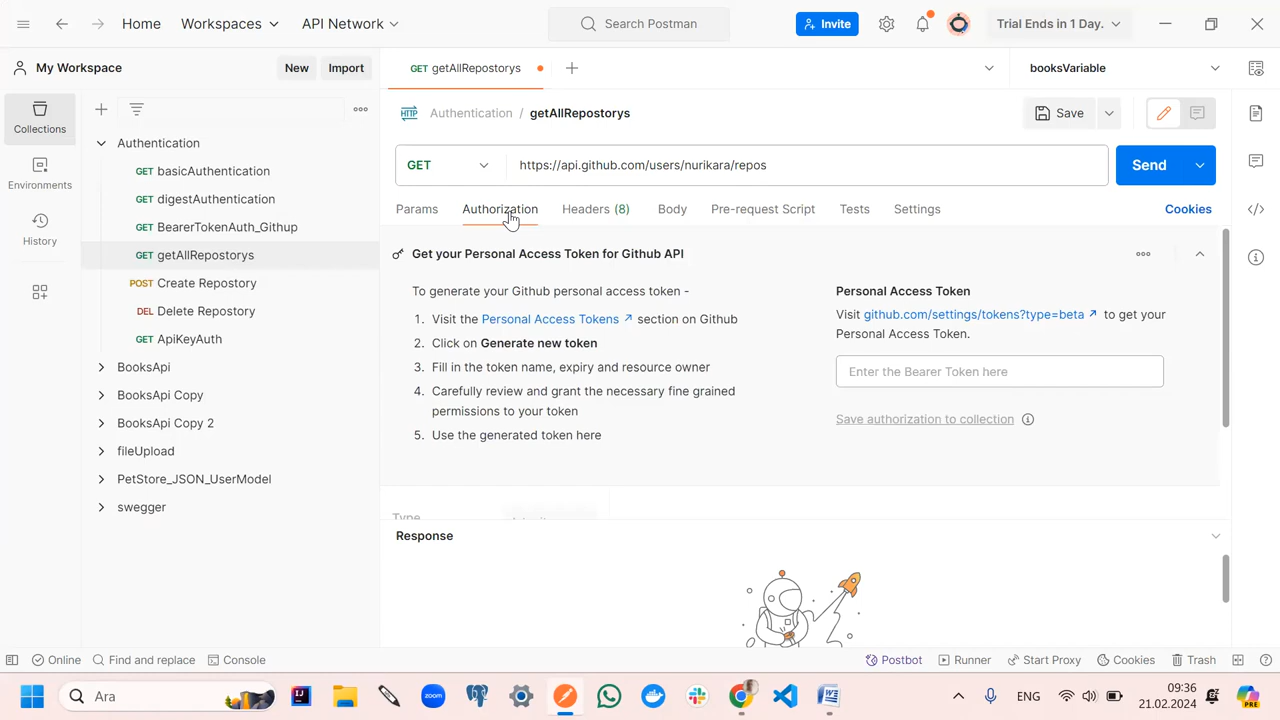 Home
Workspaces
API Network
Search Postman
Invite
Trial Ends in 1 Day.
My Workspace
New
Import
GET getAllRepostorys
booksVariable
Collections
Environments
History
Authentication
GET basicAuthentication
GET digestAuthentication
GET BearerTokenAuth_Githup
GET getAllRepostorys
POST Create Repostory
DEL Delete Repostory
GET ApiKeyAuth
BooksApi
BooksApi Copy
BooksApi Copy 2
fileUpload
PetStore_JSON_UserModel
swegger
HTTP Authentication / getAllRepostorys
Save
GET
https://api.github.com/users/nurikara/repos
Send
Params
Authorization
Headers (8)
Body
Pre-request Script
Tests
Settings
Cookies
Get your Personal Access Token for Github API
To generate your Github personal access token -
1. Visit the Personal Access Tokens ↗ section on Github
2. Click on Generate new token
3. Fill in the token name, expiry and resource owner
4. Carefully review and grant the necessary fine grained
permissions to your token
5. Use the generated token here
Personal Access Token
Visit github.com/settings/tokens?type=beta ↗ to get your
Personal Access Token.
Enter the Bearer Token here
Save authorization to collection
Type
Response
Online
Find and replace
Console
Postbot
Runner
Start Proxy
Cookies
Trash
Ara
zoom
ENG
09:36
21.02.2024
PRE